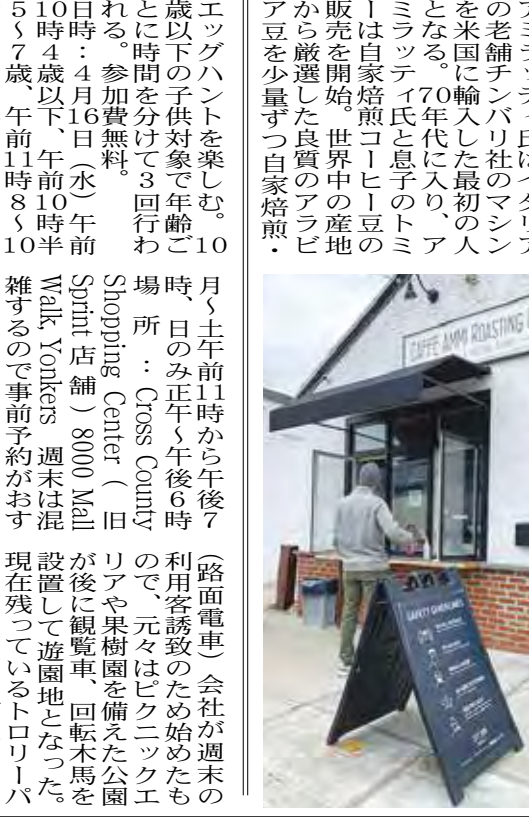 アミラッティ氏はイタリア
の老舗チンバリ社のマシン
を米国に輸入した最初の人
となる。70年代に入り、ア
ミラッティ氏と息子のトミ
ーは自家焙煎コーヒー豆の
販売を開始。世界中の産地
から厳選した良質のアラビ
ア豆を少量ずつ自家焙煎・
CAFFE AMMI ROASTING
SAFETY GUIDELINES
エッグハントを楽しむ。10
歳以下の子供対象で年齢ご
とに時間を分けて3回行わ
れる。参加費無料。
日時：4月16日（水）午前
10時4歳以下、午前10時半
5～7歳、午前11時8～10
月～土午前11時から午後7
時、日のみ正午～午後6時
場所：Cross County
Shopping Center（旧
Sprint店舗）8000 Mall
Walk, Yonkers 週末は混
雑するので事前予約がおす
（路面電車）会社が週末の
利用客誘致のため始めたも
ので、元々はピクニックエ
リアや果樹園を備えた公園
が後に観覧車、回転木馬を
設置して遊園地となった。
現在残っているトロリーパ